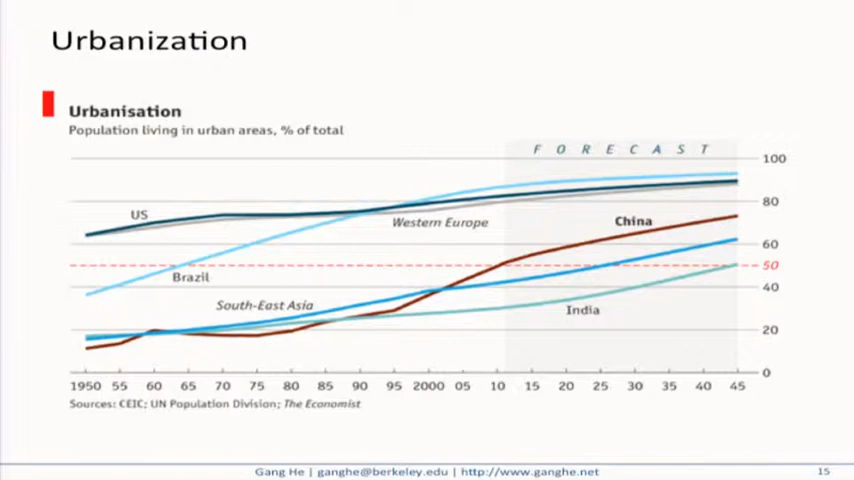 Urbanization
Urbanisation
Population living in urban areas, % of total
F O R E C A S T
100
US
80
Western Europe
China
60
50
Brazil
40
South-East Asia
India
20
0
1950 55 60 65 70 75 80 85 90 95 2000 05 10 15 20 25 30 35 40 45
Sources: CEIC; UN Population Division; The Economist
Gang He | ganghe@berkeley.edu | http://www.ganghe.net 15